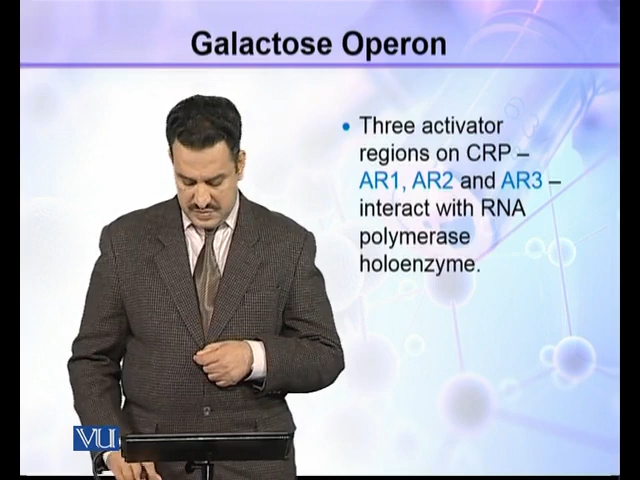 Galactose Operon
• Three activator
regions on CRP –
AR1, AR2 and AR3 –
interact with RNA
polymerase
holoenzyme.
VU